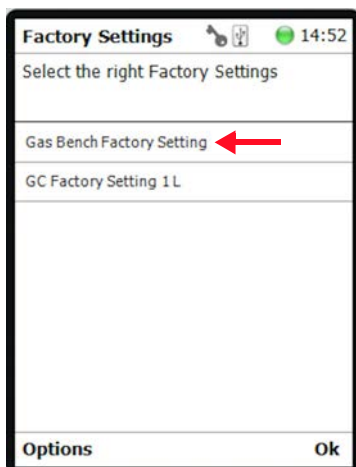 Factory Settings 14:52
Select the right Factory Settings
Gas Bench Factory Setting
GC Factory Setting 1 L
Options Ok